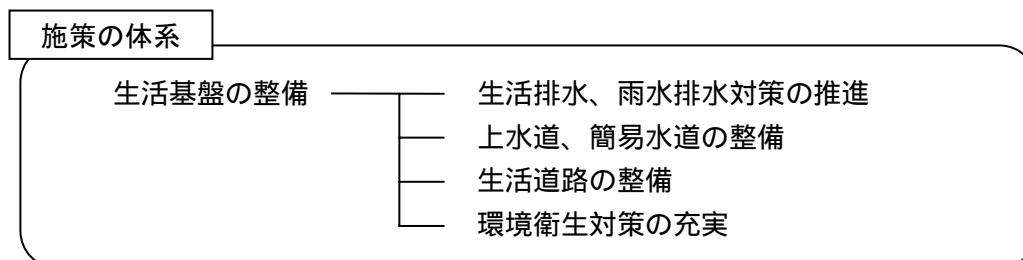 施策の体系
生活基盤の整備
生活排水、雨水排水対策の推進
上水道、簡易水道の整備
生活道路の整備
環境衛生対策の充実